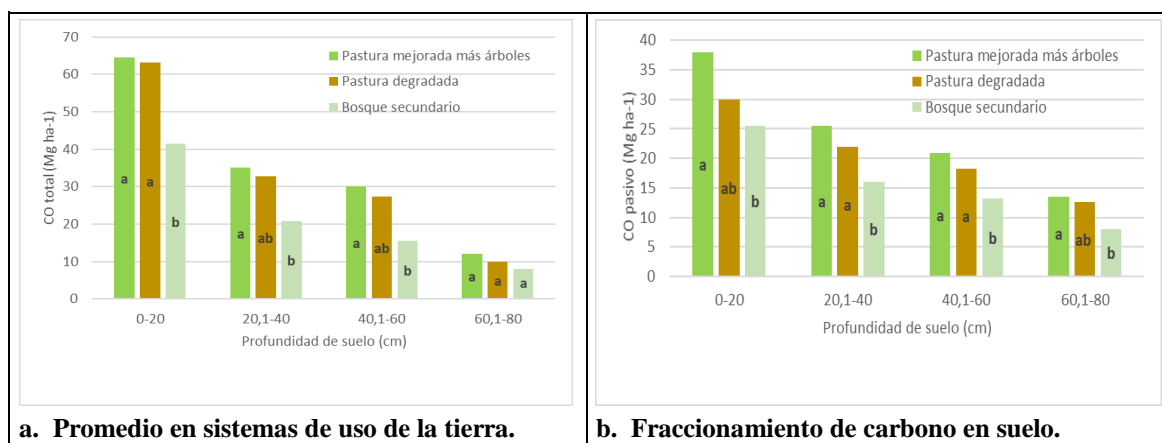 70
60
50
40
30
20
10
0
CO total (Mg ha-1)
Pastura mejorada más árboles
Pastura degradada
Bosque secundario
a a b
a ab b
a ab b
a a a
0-20 20,1-40 40,1-60 60,1-80
Profundidad de suelo (cm)
a. Promedio en sistemas de uso de la tierra.
40
35
30
25
20
15
10
5
0
CO pasivo (Mg ha-1)
Pastura mejorada más árboles
Pastura degradada
Bosque secundario
a ab b
a a b
a a b
a ab b
0-20 20,1-40 40,1-60 60,1-80
Profundidad de suelo (cm)
b. Fraccionamiento de carbono en suelo.